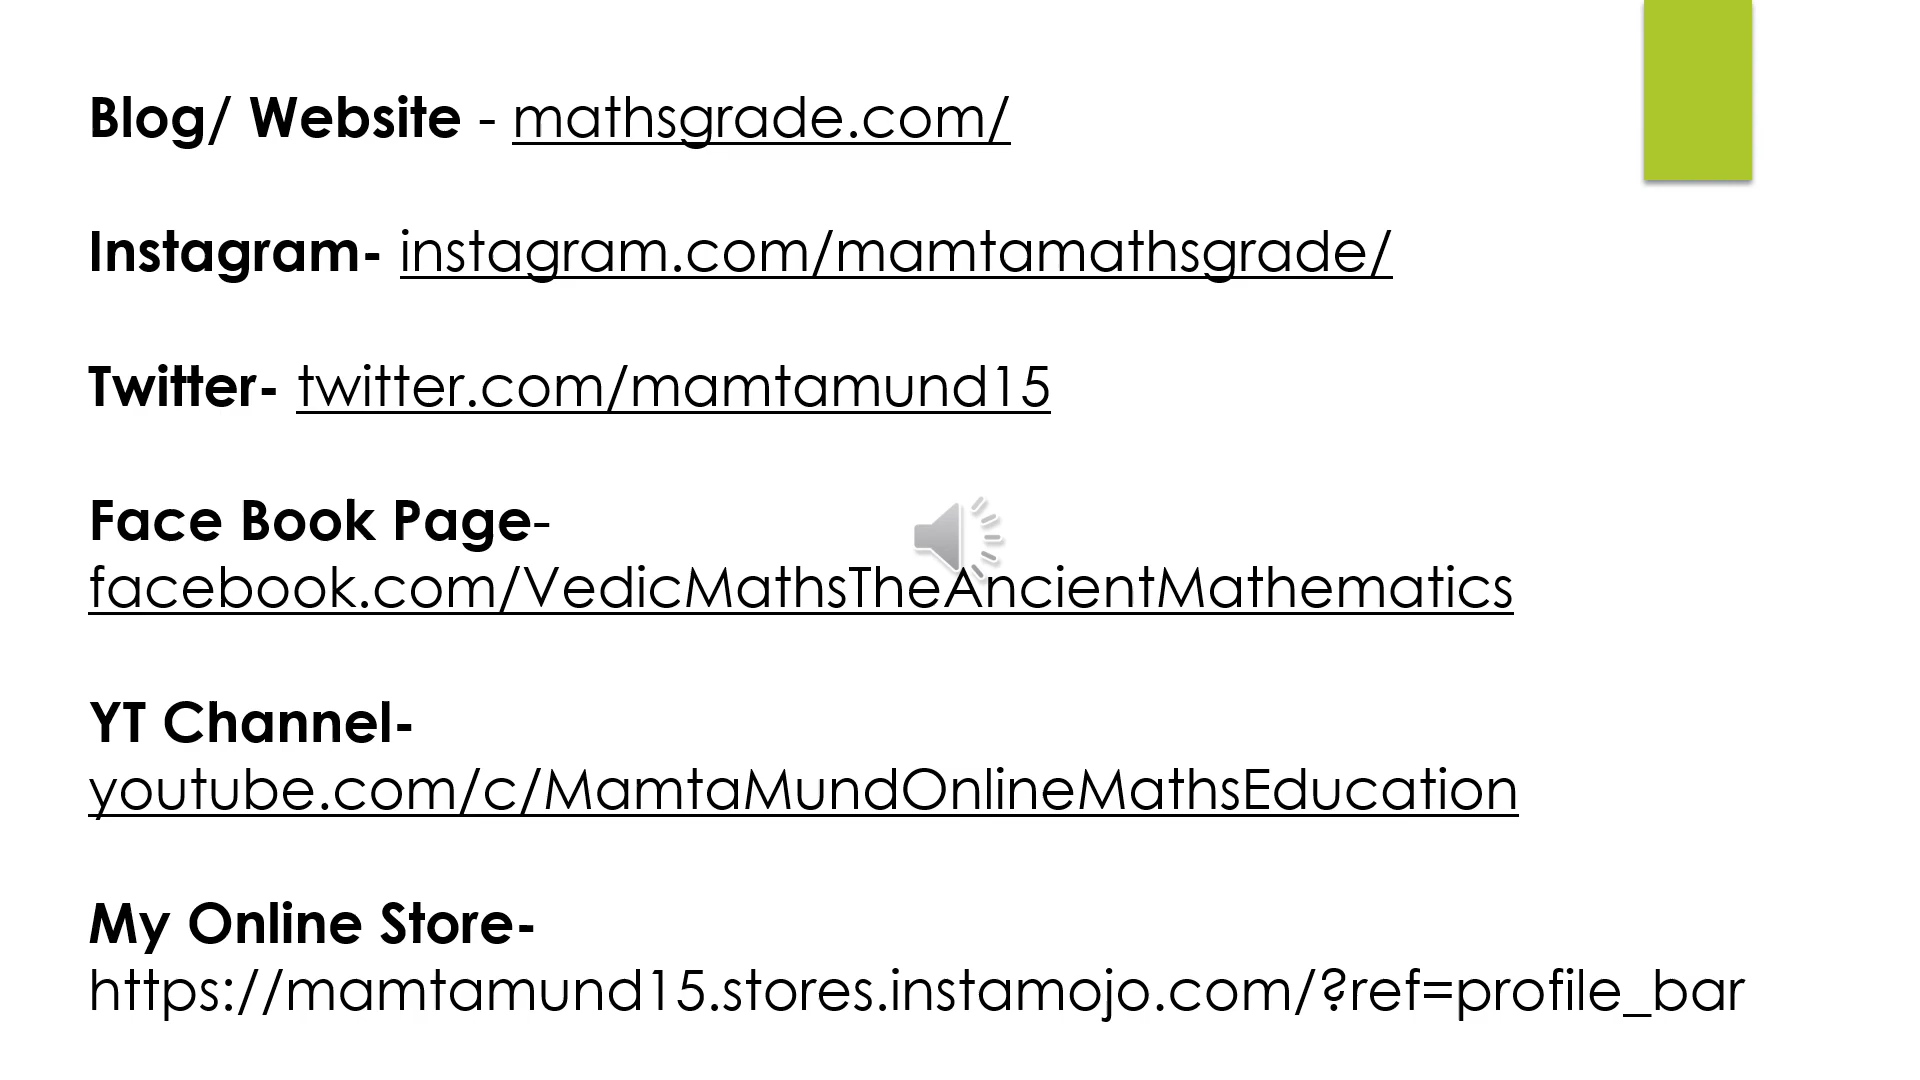 Blog/ Website - mathsgrade.com/
Instagram- instagram.com/mamtamathsgrade/
Twitter- twitter.com/mamtamund15
Face Book Page-
facebook.com/VedicMathsTheAncientMathematics
YT Channel-
youtube.com/c/MamtaMundOnlineMathsEducation
My Online Store-
https://mamtamund15.stores.instamojo.com/?ref=profile_bar